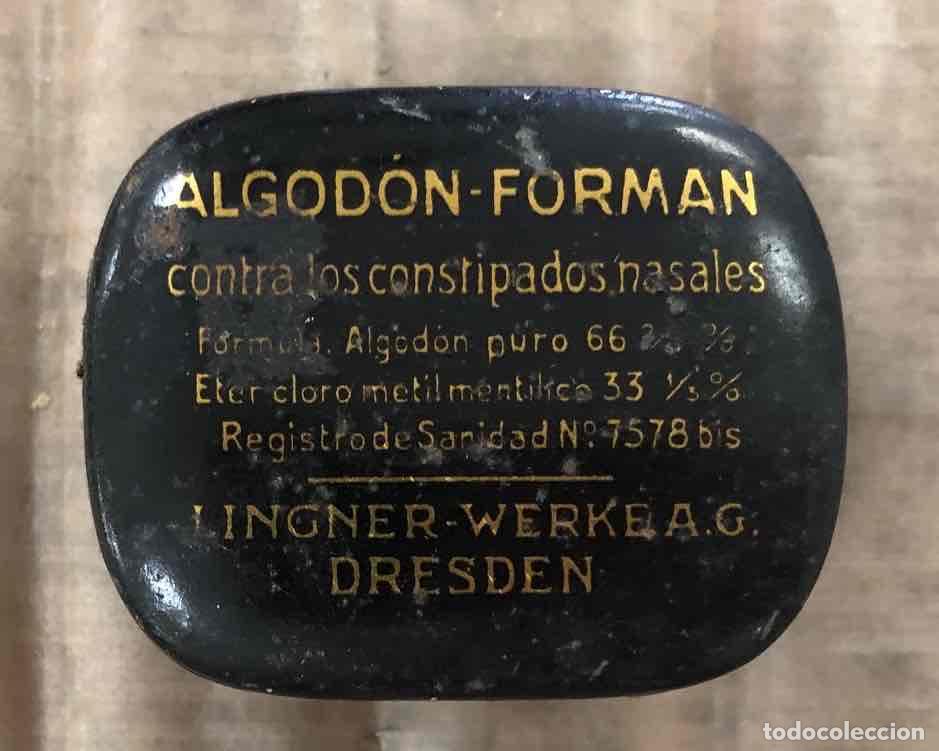 ALGODÓN-FORMAN
contra los constipados nasales
Formula. Algodón puro 66 2/3 %
Eter cloro metil mentilico 33 1/3 %
Registro de Sanidad Nº 7578 bis
LINGNER-WERKE A.G.
DRESDEN
todocoleccion